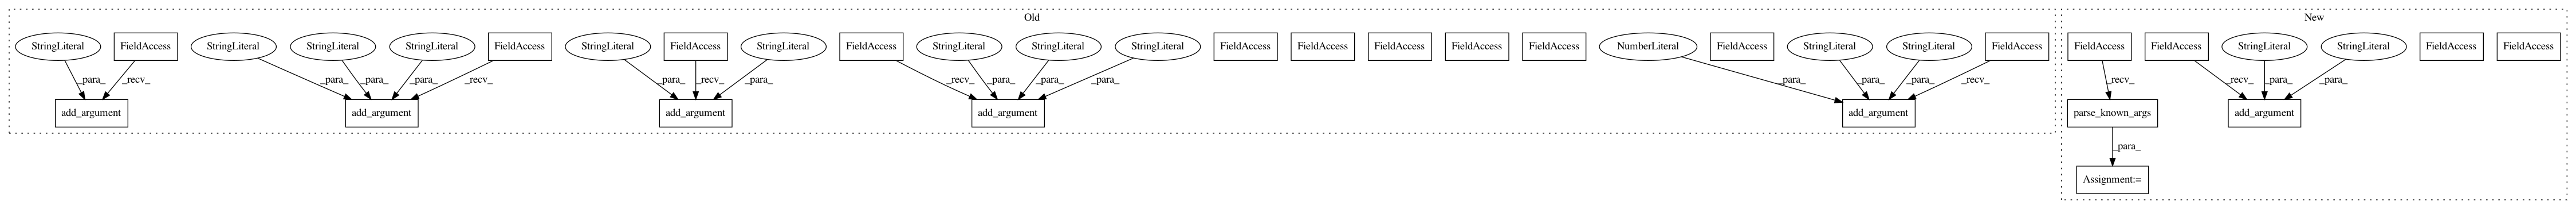 Old New
StringLiteral FieldAccess StringLiteral StringLiteral StringLiteral FieldAccess StringLiteral FieldAccess StringLiteral FieldAccess StringLiteral StringLiteral StringLiteral FieldAccess FieldAccess FieldAccess FieldAccess FieldAccess NumberLiteral FieldAccess StringLiteral StringLiteral FieldAccess FieldAccess FieldAccess StringLiteral StringLiteral FieldAccess FieldAccess
_para_ _recv_ _para_ _para_ _para_ _recv_ _para_ _recv_ _para_ _recv_ _para_ _para_ _para_ _para_ _para_ _para_ _recv_ _recv_ _recv_ _para_ _para_
add_argument add_argument add_argument add_argument add_argument parse_known_args add_argument
_para_
Assignment:=